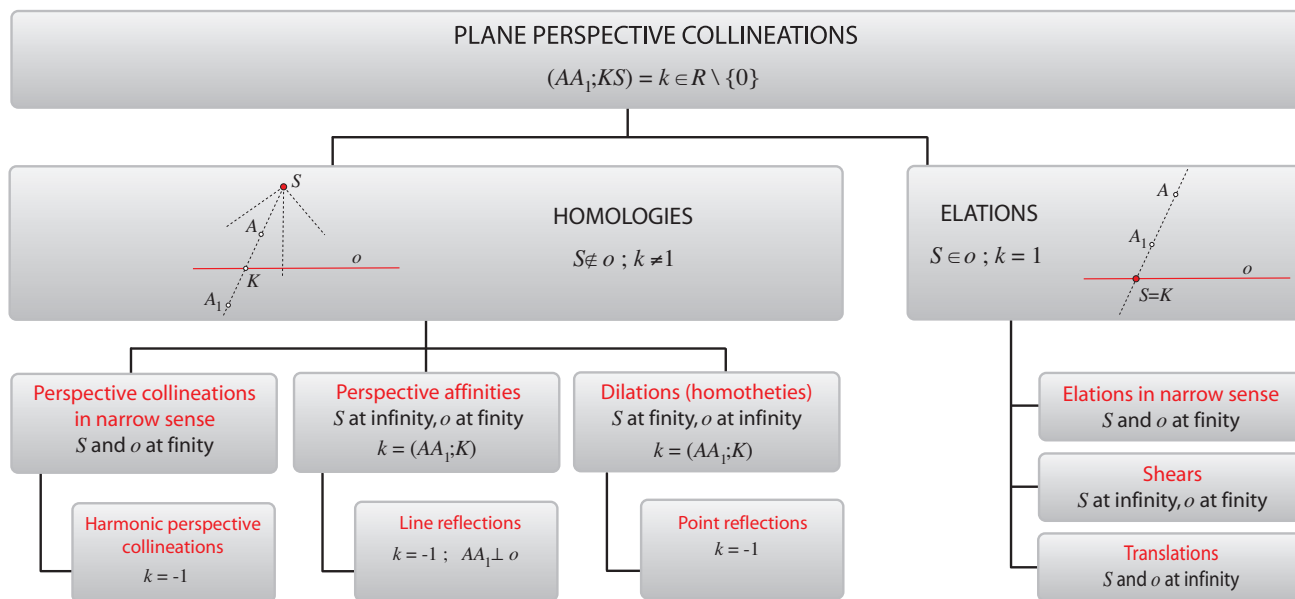 PLANE PERSPECTIVE COLLINEATIONS
(AA₁;KS) = k ∈ R \ {0}
S
A
o
K
A₁
HOMOLOGIES
S ∉ o ; k ≠1
ELATIONS
S ∈ o ; k = 1
A
A₁
o
S=K
Perspective collineations
in narrow sense
S and o at finity
Perspective affinities
S at infinity, o at finity
k = (AA₁;K)
Dilations (homotheties)
S at finity, o at infinity
k = (AA₁;K)
Elations in narrow sense
S and o at finity
Shears
S at infinity, o at finity
Translations
S and o at infinity
Harmonic perspective
collineations
k = -1
Line reflections
k = -1 ; AA₁ ⊥ o
Point reflections
k = -1